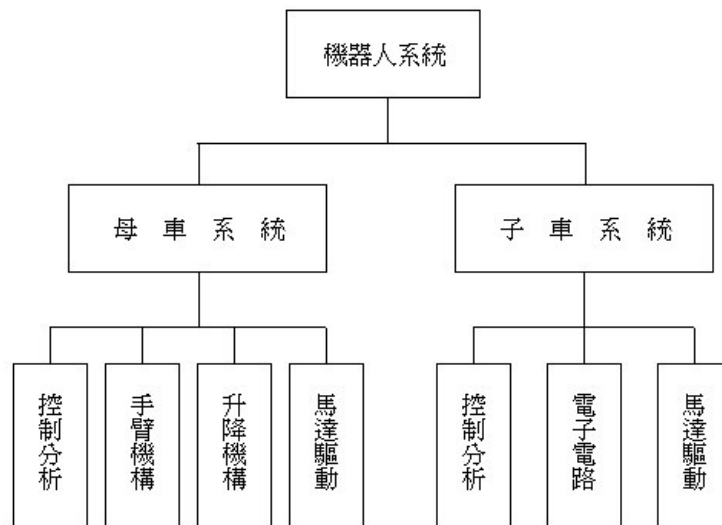 機器人系統
母車系統
子車系統
控制分析
手臂機構
升降機構
馬達驅動
控制分析
電子電路
馬達驅動